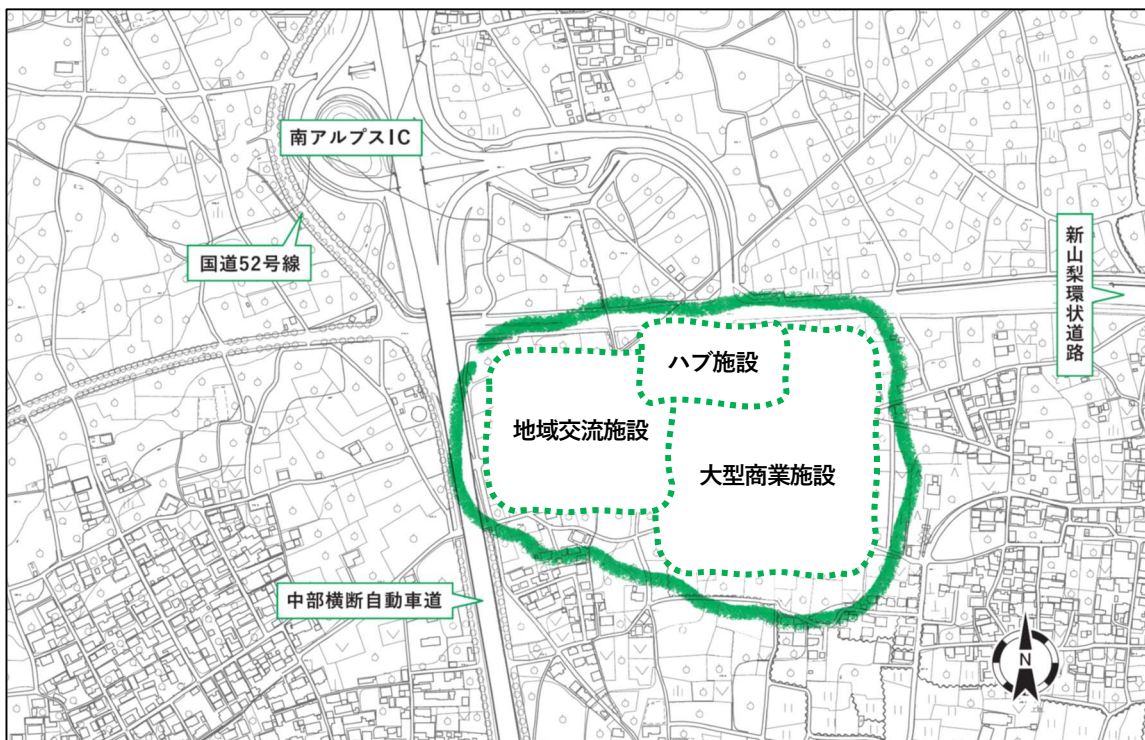 南アルプスIC
国道52号線
新山梨環状道路
ハブ施設
地域交流施設
大型商業施設
中部横断自動車道
N